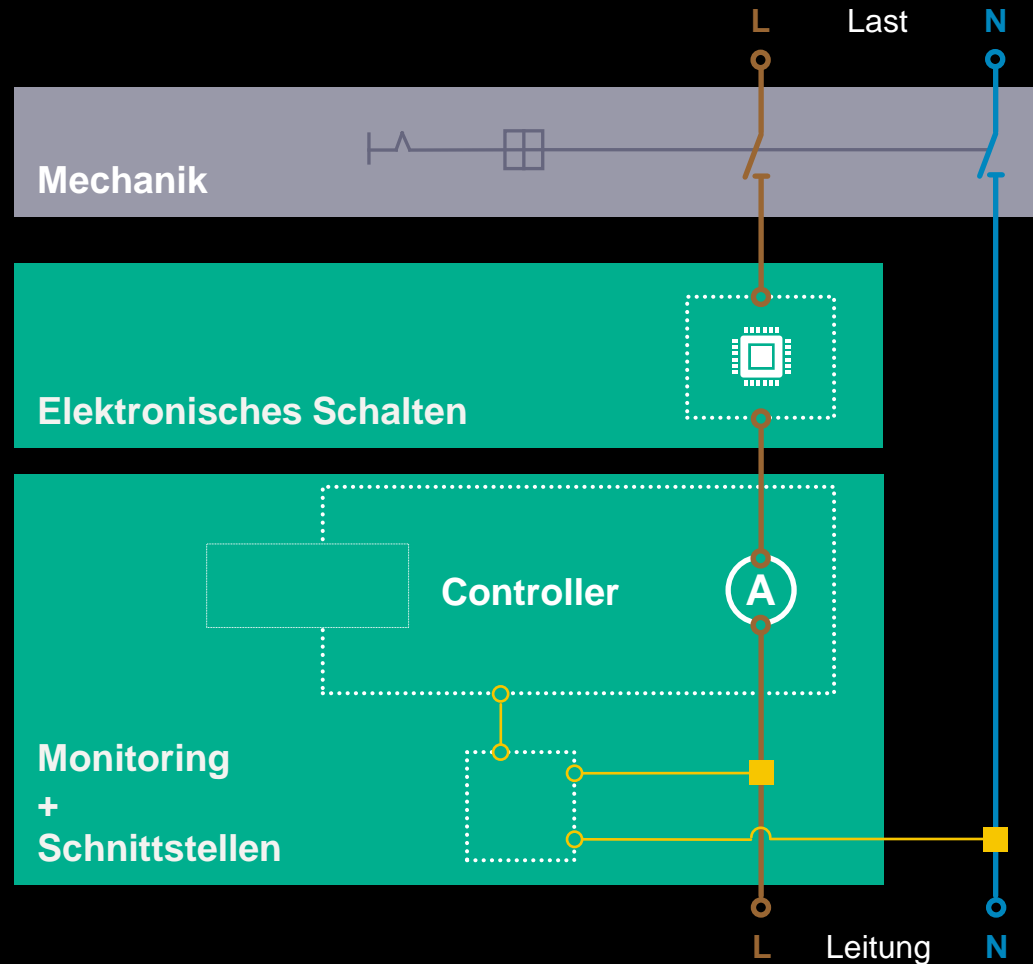 L Last N
Mechanik
Elektronisches Schalten
Controller
A
Monitoring
+
Schnittstellen
L Leitung N